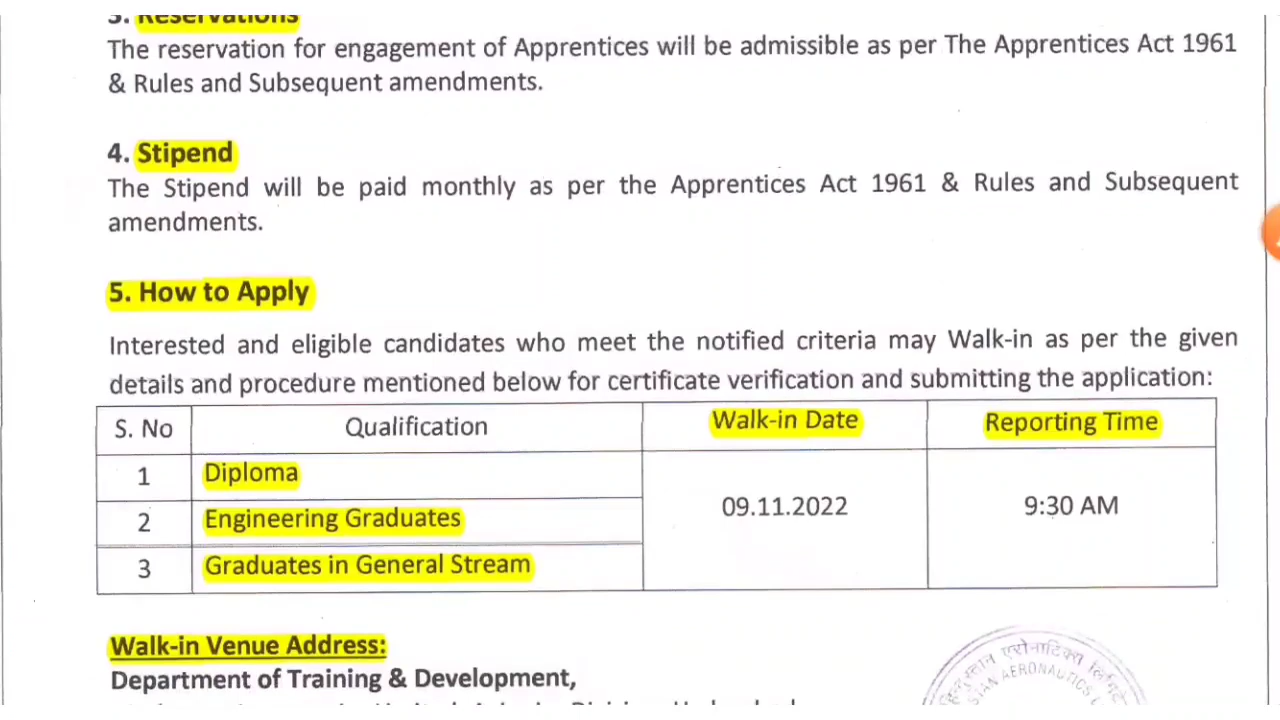 3. Reservations
The reservation for engagement of Apprentices will be admissible as per The Apprentices Act 1961
& Rules and Subsequent amendments.
4. Stipend
The Stipend will be paid monthly as per the Apprentices Act 1961 & Rules and Subsequent
amendments.
5. How to Apply
Interested and eligible candidates who meet the notified criteria may Walk-in as per the given
details and procedure mentioned below for certificate verification and submitting the application:
S. No Qualification Walk-in Date Reporting Time
1 Diploma
2 Engineering Graduates 09.11.2022 9:30 AM
3 Graduates in General Stream
Walk-in Venue Address:
Department of Training & Development,
एरोनाटिक्स
AERONAUTICS